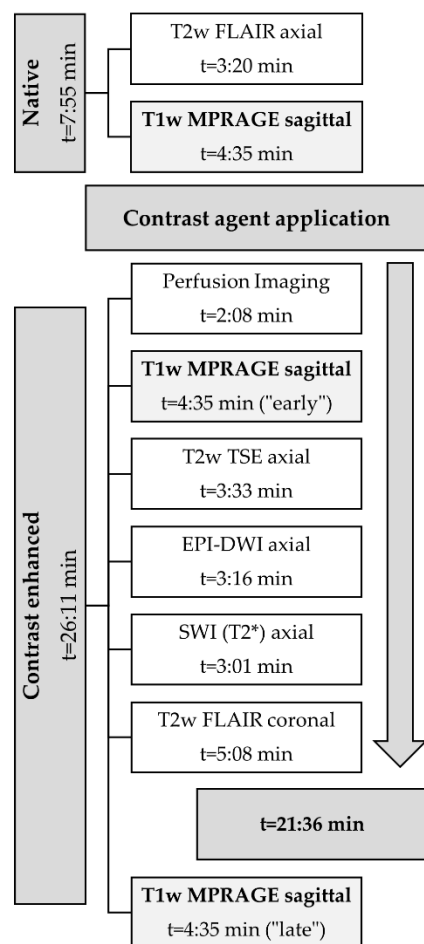 Native
t=7:55 min
T2w FLAIR axial
t=3:20 min
T1w MPRAGE sagittal
t=4:35 min
Contrast agent application
Contrast enhanced
t=26:11 min
Perfusion Imaging
t=2:08 min
T1w MPRAGE sagittal
t=4:35 min ("early")
T2w TSE axial
t=3:33 min
EPI-DWI axial
t=3:16 min
SWI (T2*) axial
t=3:01 min
T2w FLAIR coronal
t=5:08 min
t=21:36 min
T1w MPRAGE sagittal
t=4:35 min ("late")